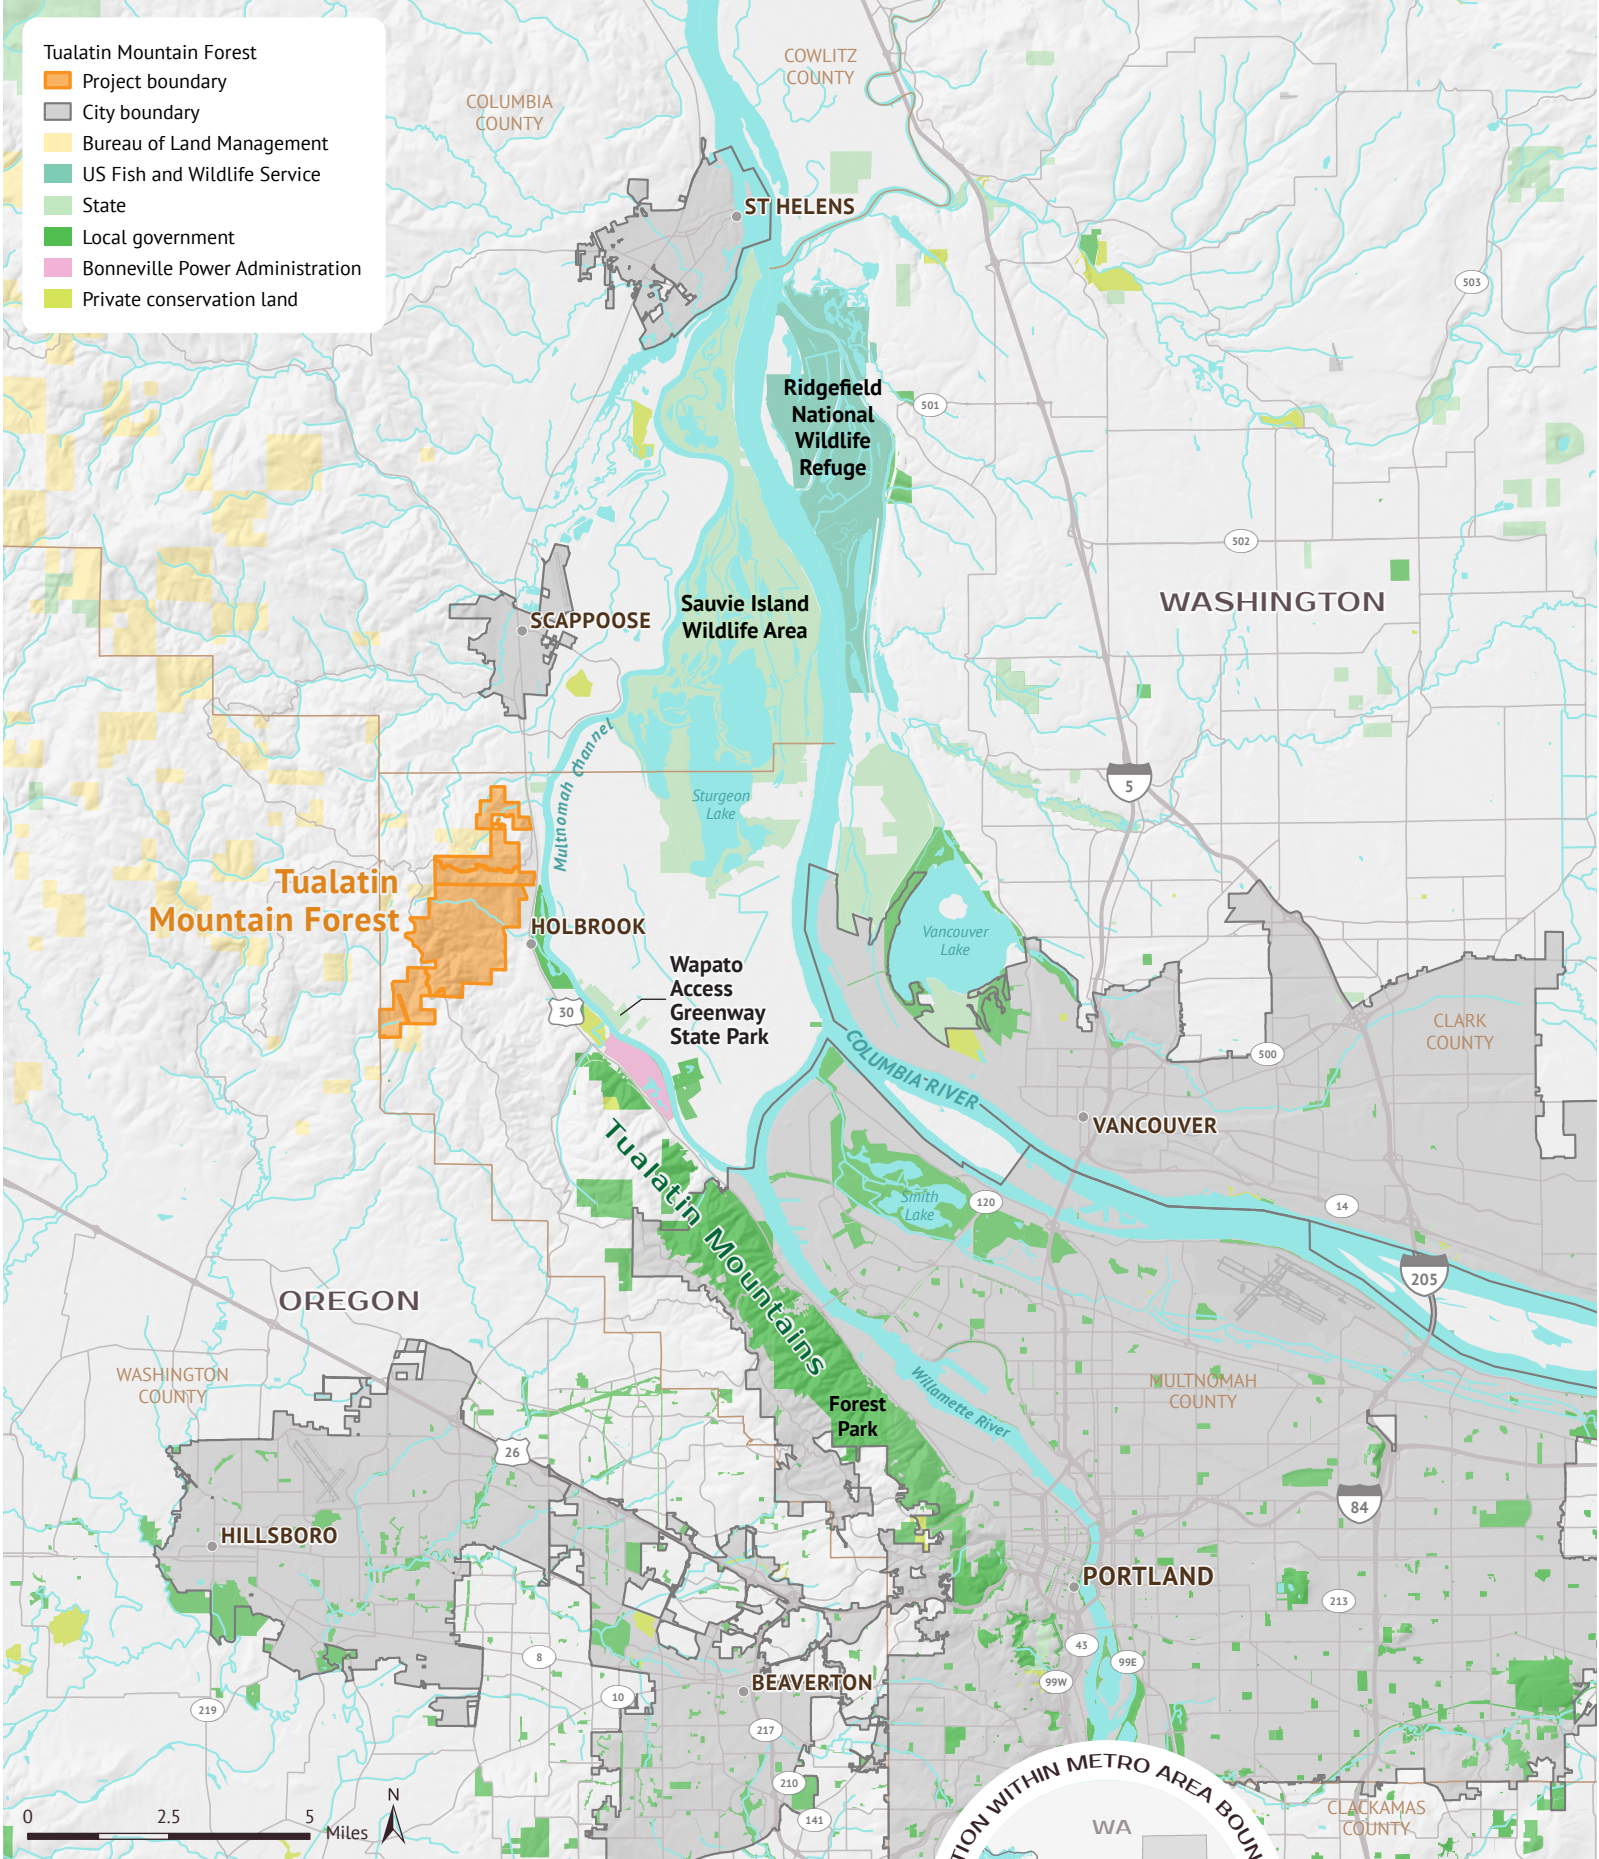 Tualatin Mountain Forest
Project boundary
City boundary
Bureau of Land Management
US Fish and Wildlife Service
State
Local government
Bonneville Power Administration
Private conservation land
COWLITZ
COUNTY
COLUMBIA
COUNTY
ST HELENS
503
Ridgefield
National
Wildlife
Refuge
501
502
WASHINGTON
Sauvie Island
Wildlife Area
SCAPPOOSE
Multnomah Channel
5
Sturgeon
Lake
Tualatin
Mountain Forest
HOLBROOK
Vancouver
Lake
Wapato
Access
Greenway
State Park
30
COLUMBIA RIVER
CLARK
COUNTY
500
VANCOUVER
Tualatin Mountains
Smith
Lake
120
14
205
OREGON
WASHINGTON
COUNTY
Willamette River
MULTNOMAH
COUNTY
Forest
Park
26
84
HILLSBORO
PORTLAND
213
43
99E
99W
8
10
BEAVERTON
219
217
210
141
CLACKAMAS
COUNTY
0 2.5 5
Miles
N
TION WITHIN METRO AREA BOUN
WA